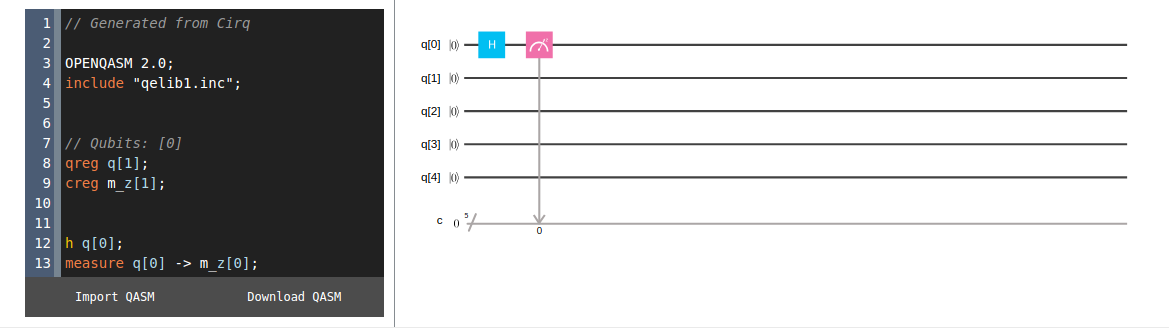 1 // Generated from Cirq
2
3 OPENQASM 2.0;
4 include "qelib1.inc";
5
6
7 // Qubits: [0]
8 qreg q[1];
9 creg m_z[1];
10
11
12 h q[0];
13 measure q[0] -> m_z[0];
Import QASM Download QASM
q[0] |0⟩ H
q[1] |0⟩
q[2] |0⟩
q[3] |0⟩
q[4] |0⟩
c 0 5
0